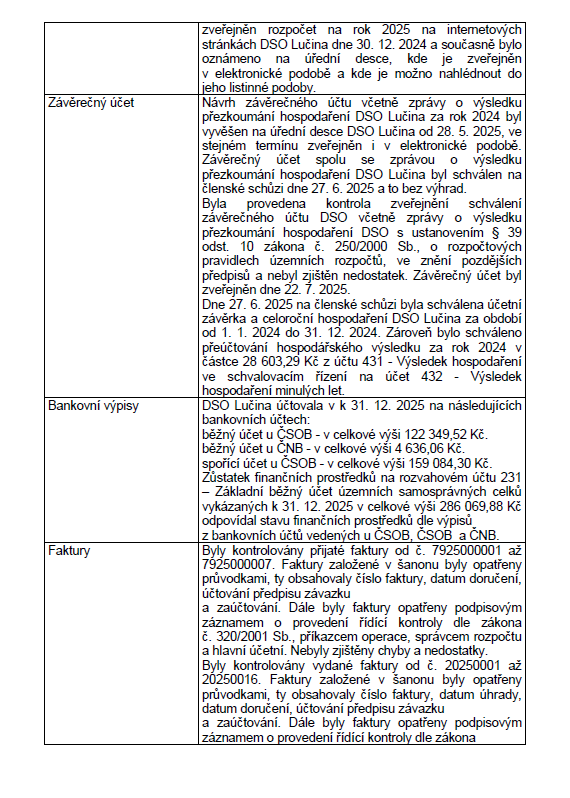 zveřejněn rozpočet na rok 2025 na internetových
stránkách DSO Lučina dne 30. 12. 2024 a současně bylo
oznámeno na úřední desce, kde je zveřejněn
v elektronické podobě a kde je možno nahlédnout do
jeho listinné podoby.
Závěrečný účet
Návrh závěrečného účtu včetně zprávy o výsledku
přezkoumání hospodaření DSO Lučina za rok 2024 byl
vyvěšen na úřední desce DSO Lučina od 28. 5. 2025, ve
stejném termínu zveřejněn i v elektronické podobě.
Závěrečný účet spolu se zprávou o výsledku
přezkoumání hospodaření DSO Lučina byl schválen na
členské schůzi dne 27. 6. 2025 a to bez výhrad.
Byla provedena kontrola zveřejnění schválení
závěrečného účtu DSO včetně zprávy o výsledku
přezkoumání hospodaření DSO s ustanovením § 39
odst. 10 zákona č. 250/2000 Sb., o rozpočtových
pravidlech územních rozpočtů, ve znění pozdějších
předpisů a nebyl zjištěn nedostatek. Závěrečný účet byl
zveřejněn dne 22. 7. 2025.
Dne 27. 6. 2025 na členské schůzi byla schválena účetní
závěrka a celoroční hospodaření DSO Lučina za období
od 1. 1. 2024 do 31. 12. 2024. Zároveň bylo schváleno
přeúčtování hospodářského výsledku za rok 2024 v
částce 28 603,29 Kč z účtu 431 - Výsledek hospodaření
ve schvalovacím řízení na účet 432 - Výsledek
hospodaření minulých let.
Bankovní výpisy
DSO Lučina účtovala v k 31. 12. 2025 na následujících
bankovních účtech:
běžný účet u ČSOB - v celkové výši 122 349,52 Kč.
běžný účet u ČNB - v celkové výši 4 636,06 Kč.
spořící účet u ČSOB - v celkové výši 159 084,30 Kč.
Zůstatek finančních prostředků na rozvahovém účtu 231
– Základní běžný účet územních samosprávných celků
vykázaných k 31. 12. 2025 v celkové výši 286 069,88 Kč
odpovídal stavu finančních prostředků dle výpisů
z bankovních účtů vedených u ČSOB, ČSOB a ČNB.
Faktury
Byly kontrolovány přijaté faktury od č. 7925000001 až
7925000007. Faktury založené v šanonu byly opatřeny
průvodkami, ty obsahovaly číslo faktury, datum doručení,
účtování předpisu závazku
a zaúčtování. Dále byly faktury opatřeny podpisovým
záznamem o provedení řídící kontroly dle zákona
č. 320/2001 Sb., příkazcem operace, správcem rozpočtu
a hlavní účetní. Nebyly zjištěny chyby a nedostatky.
Byly kontrolovány vydané faktury od č. 20250001 až
20250016. Faktury založené v šanonu byly opatřeny
průvodkami, ty obsahovaly číslo faktury, datum úhrady,
datum doručení, účtování předpisu závazku
a zaúčtování. Dále byly faktury opatřeny podpisovým
záznamem o provedení řídící kontroly dle zákona